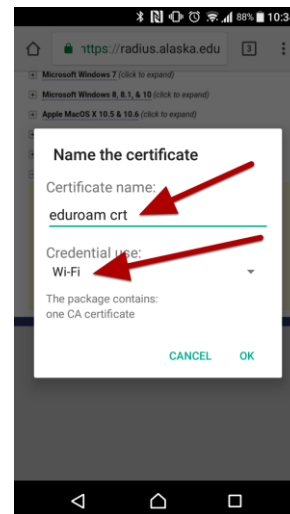 88% 10:3
https://radius.alaska.edu 3
Microsoft Windows 7 (click to expand)
Microsoft Windows 8, 8.1, & 10 (click to expand)
Apple MacOS X 10.5 & 10.6 (click to expand)
Name the certificate
Certificate name:
eduroam crt
Credential use:
Wi-Fi
The package contains:
one CA certificate
CANCEL OK